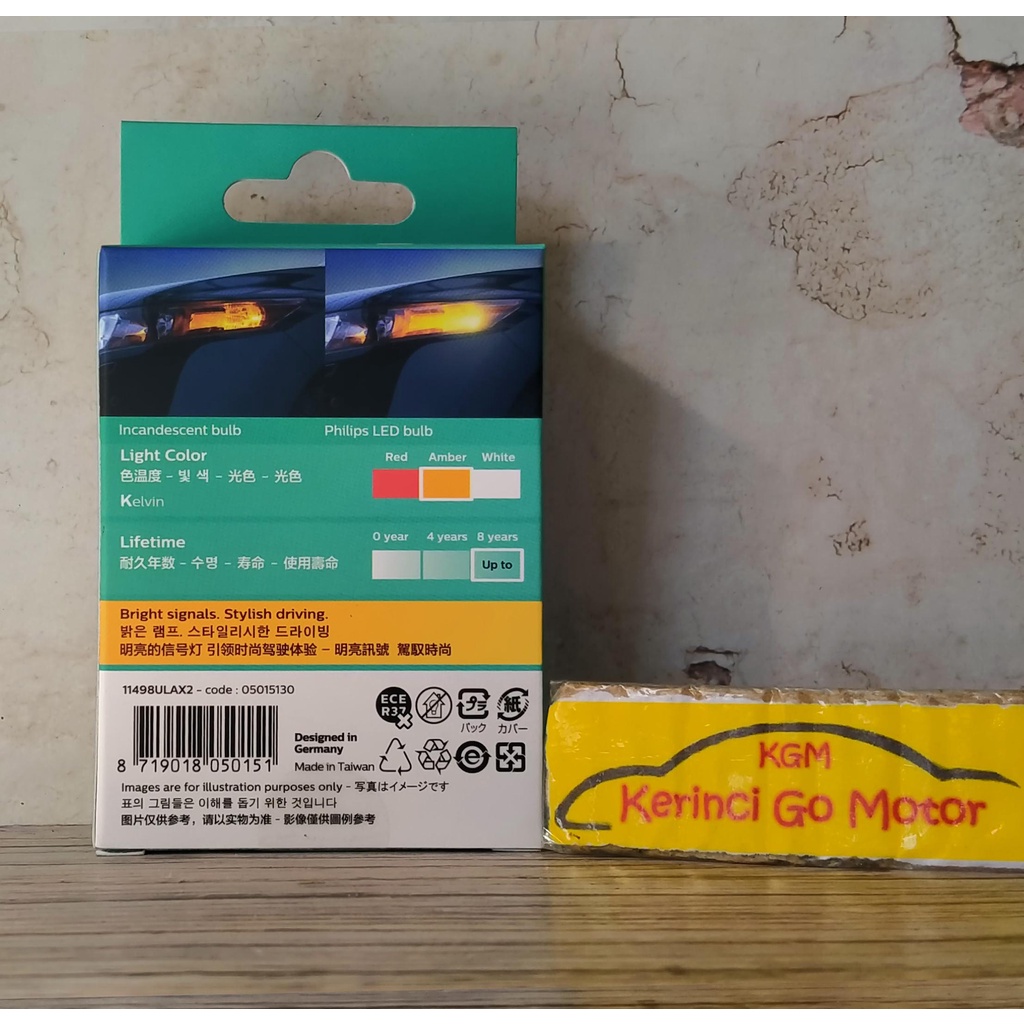 Incandescent bulb
Philips LED bulb
Light Color
Red Amber White
色温度 - 빛 색 - 光色 - 光色
Kelvin
Lifetime
0 year 4 years 8 years
耐久年数 - 수명 - 寿命 - 使用壽命
Up to
Bright signals. Stylish driving.
밝은 램프. 스타일리시한 드라이빙
明亮的信号灯 引领时尚驾驶体验 - 明亮訊號 駕馭時尚
11498ULAX2 - code : 05015130
ECE
R37
プラ
紙
パック
カバー
Designed in
Germany
Made in Taiwan
8 719018 050151
Images are for illustration purposes only - 写真はイメージです
표의 그림들은 이해를 돕기 위한 것입니다
图片仅供参考，请以实物为准 - 影像僅供圖例參考
KGM
Kerinci Go Motor